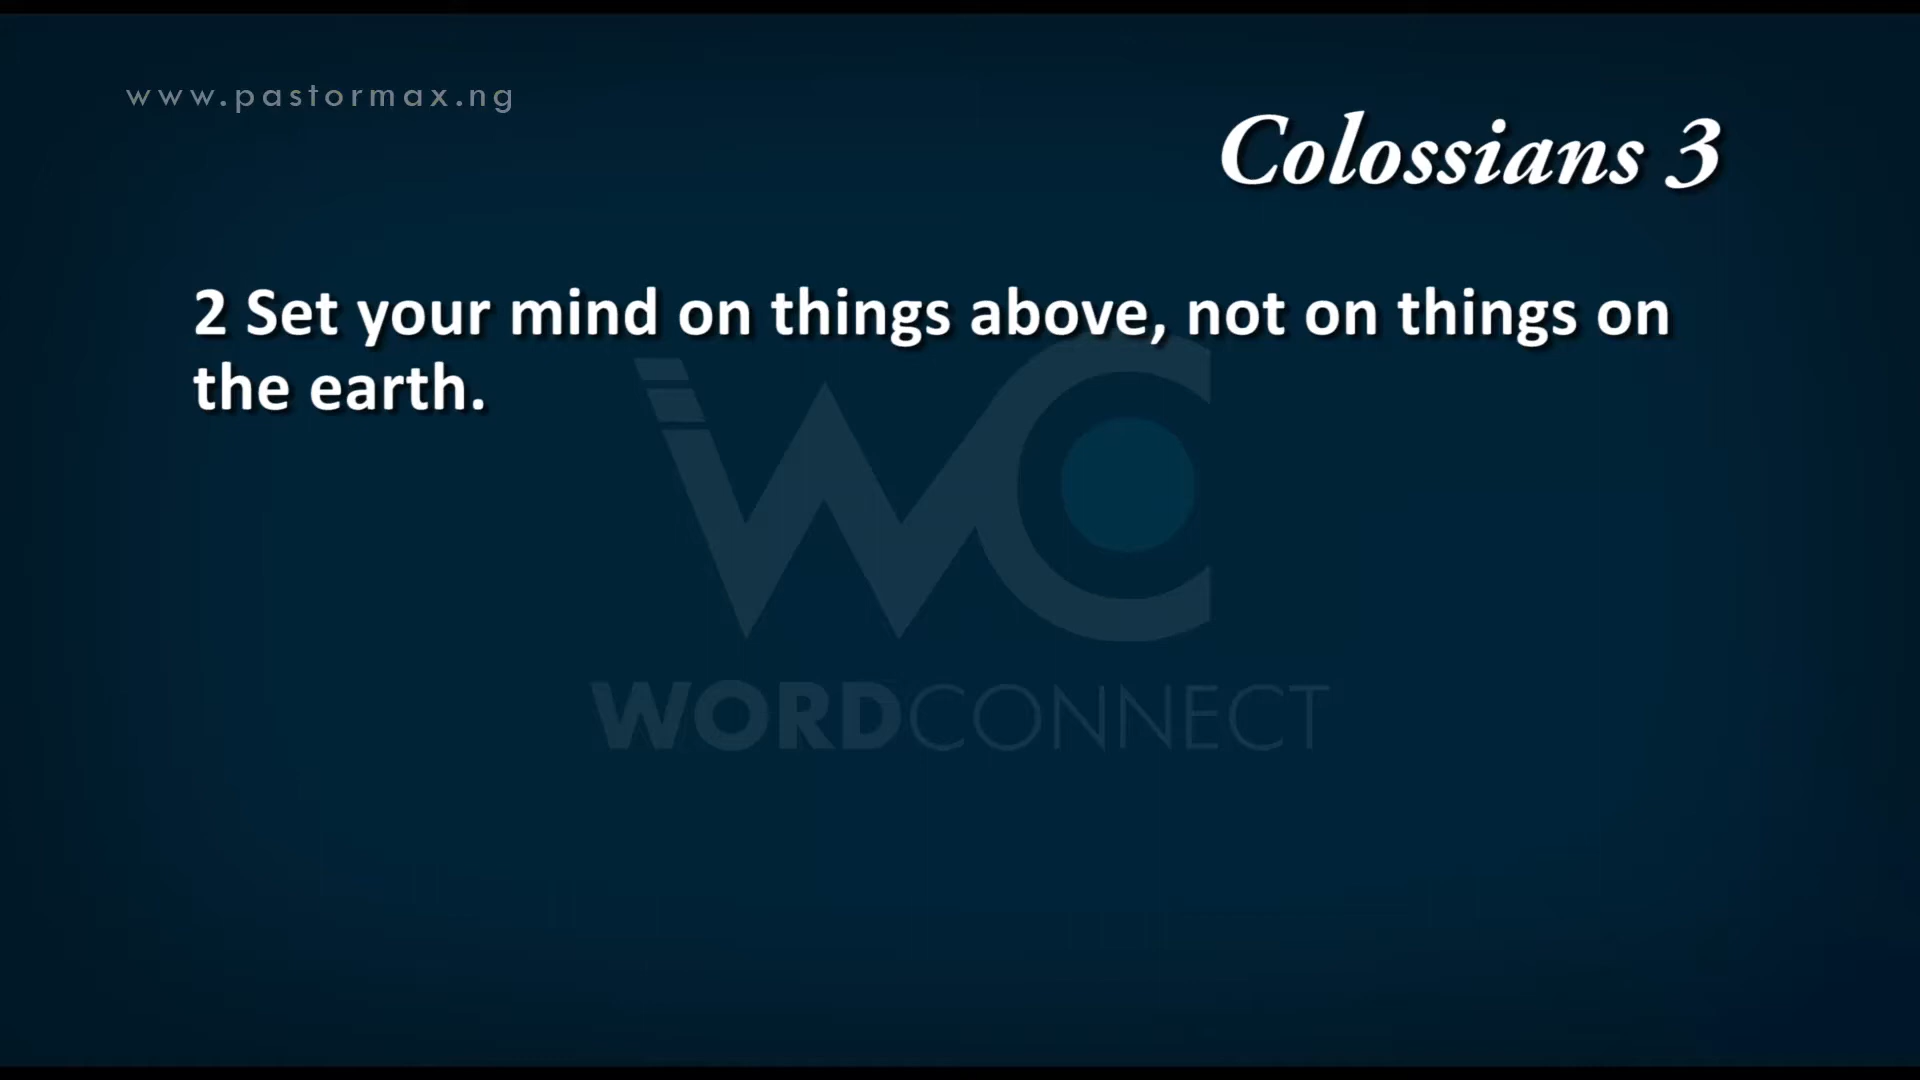 www.pastormax.ng
Colossians 3
2 Set your mind on things above, not on things on
the earth.
WC
WORDCONNECT